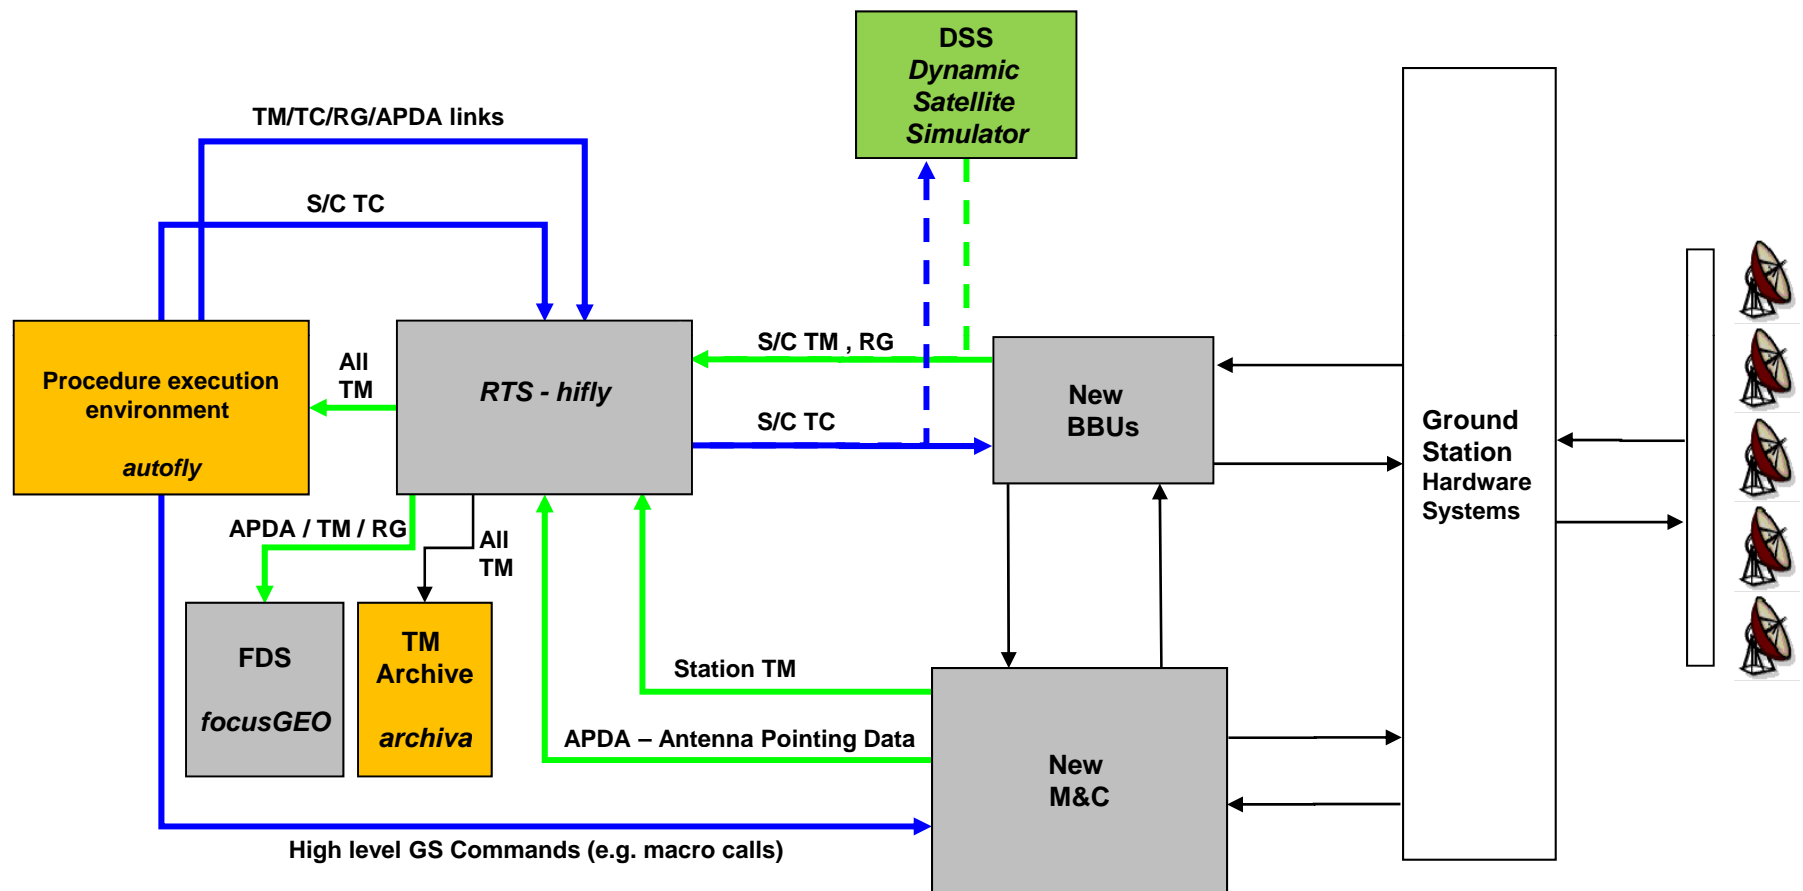 DSS
Dynamic
Satellite
Simulator
TM/TC/RG/APDA links
S/C TC
S/C TM , RG
All
TM
Procedure execution
environment
autofly
RTS - hifly
New
BBUs
S/C TC
Ground
Station
Hardware
Systems
APDA / TM / RG
All
TM
FDS
focusGEO
TM
Archive
archiva
Station TM
APDA – Antenna Pointing Data
New
M&C
High level GS Commands (e.g. macro calls)